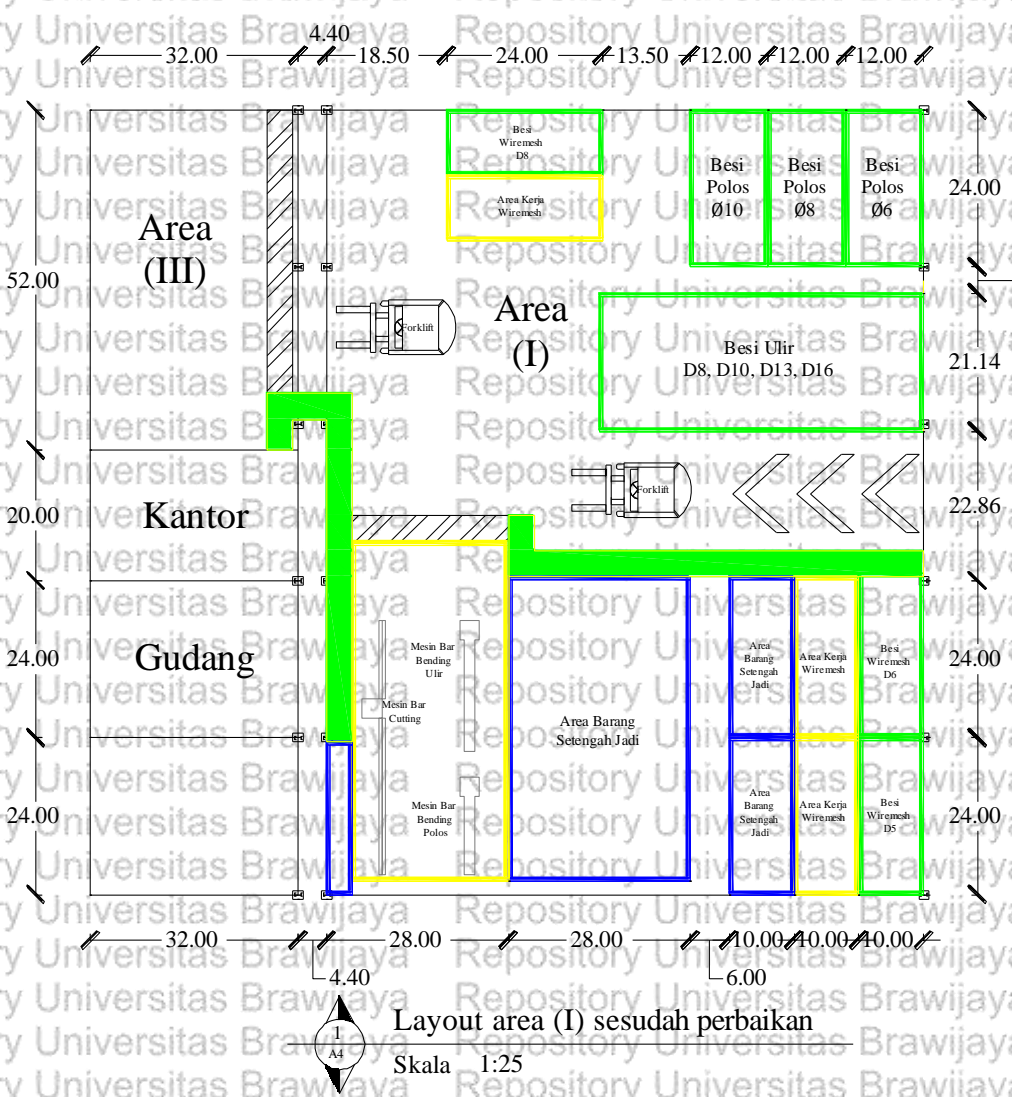 4.40
32.00 18.50 24.00 13.50 12.00 12.00 12.00
Besi
Wiremesh
D8
Area Kerja
Wiremesh
Besi
Polos
Ø10
Besi
Polos
Ø8
Besi
Polos
Ø6
24.00
Area
(III)
52.00
Forklift
Area
(I)
Besi Ulir
D8, D10, D13, D16
21.14
Kantor
20.00
Forklift
22.86
Gudang
24.00
Mesin Bar
Bending
Ulir
Mesin Bar
Cutting
Area Barang
Setengah Jadi
Area
Barang
Setengah
Jadi
Area Kerja
Wiremesh
Besi
Wiremesh
D6
24.00
24.00
Mesin Bar
Bending
Polos
Area
Barang
Setengah
Jadi
Area Kerja
Wiremesh
Besi
Wiremesh
D5
24.00
32.00 28.00 28.00 10.00 10.00 10.00
4.40 6.00
1
A4
Layout area (I) sesudah perbaikan
Skala 1:25
Repository Universitas Brawijaya